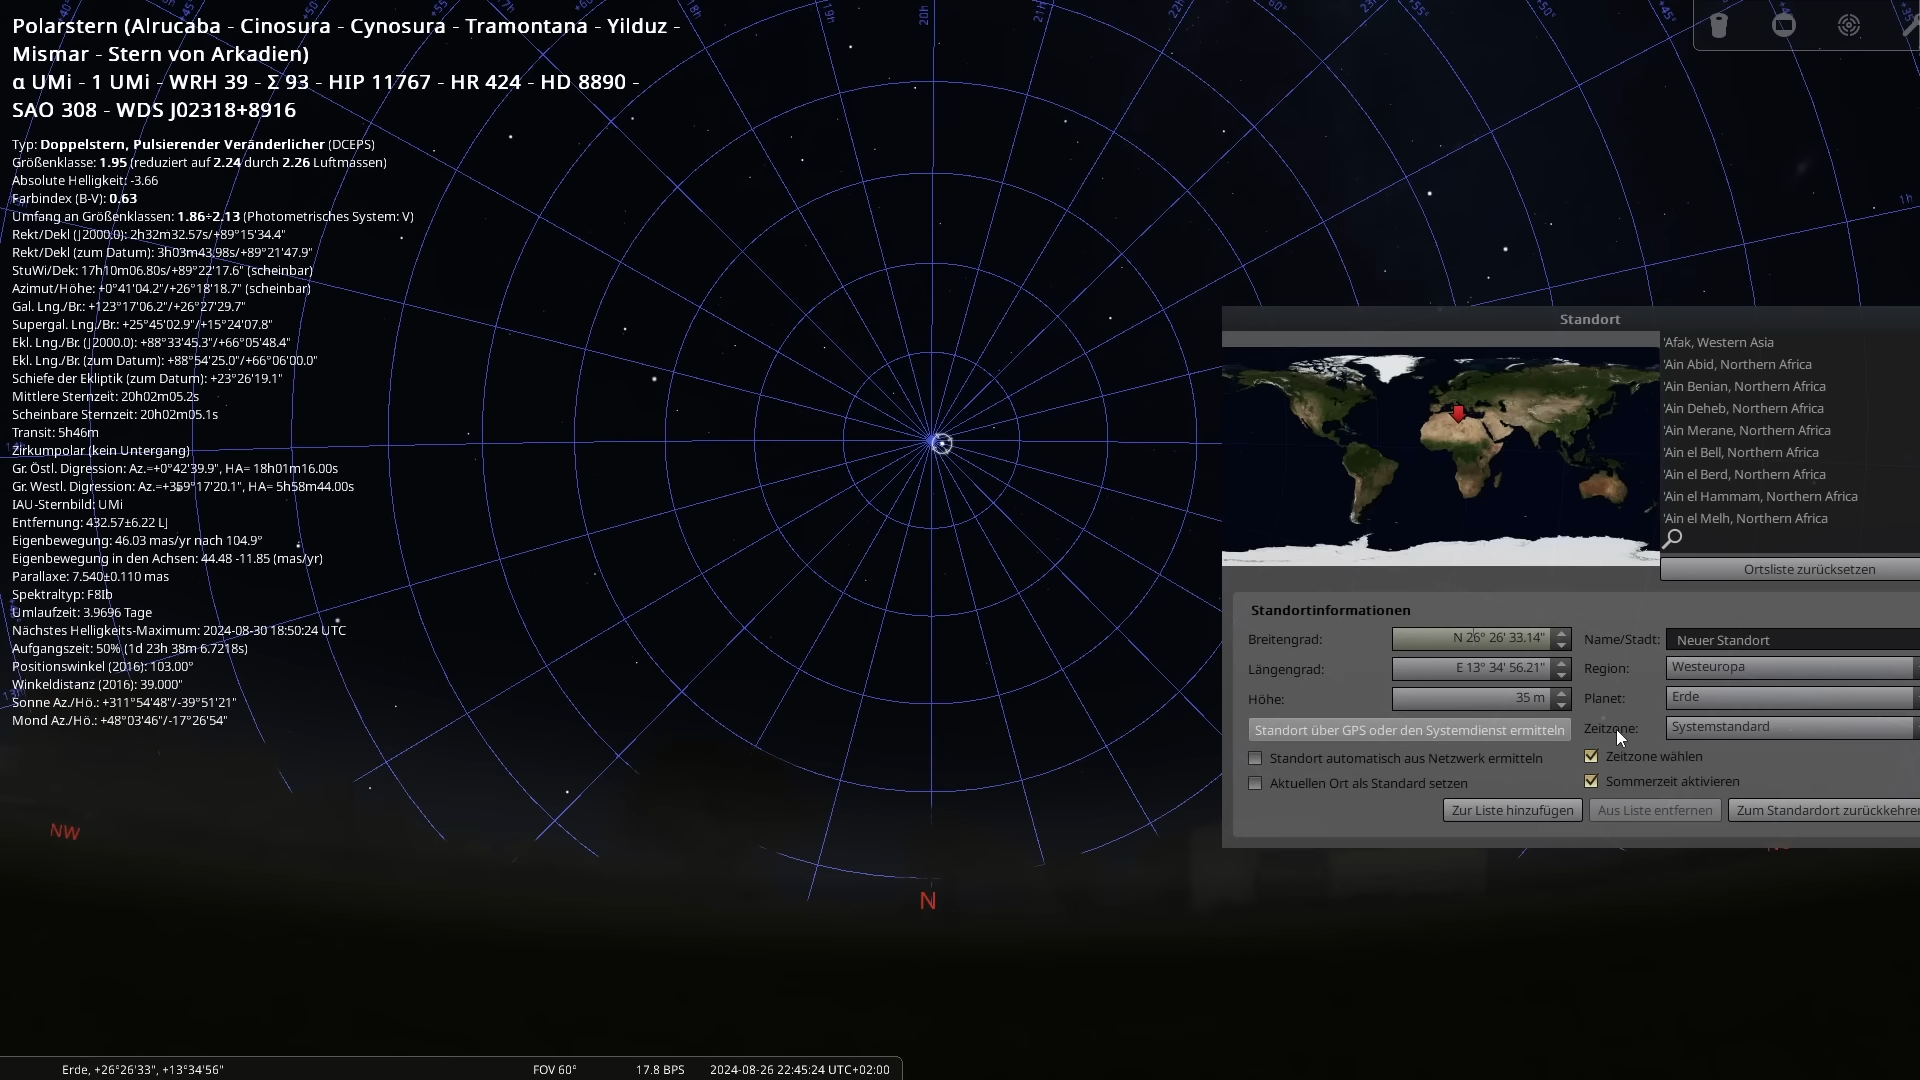 Polarstern (Alrucaba - Cinosura - Cynosura - Tramontana - Yilduz -
Mismar - Stern von Arkadien)
α UMi - 1 UMi - WRH 39 - Σ 93 - HIP 11767 - HR 424 - HD 8890 -
SAO 308 - WDS J02318+8916
Typ: Doppelstern, Pulsierender Veränderlicher (DCEPS)
Größenklasse: 1.95 (reduziert auf 2.24 durch 2.26 Luftmassen)
Absolute Helligkeit: -3.66
Farbindex (B-V): 0.63
Umfang an Größenklassen: 1.86÷2.13 (Photometrisches System: V)
Rekt/Dekl (J2000.0): 2h32m32.57s/+89°15'34.4"
Rekt/Dekl (zum Datum): 3h03m43.98s/+89°21'47.9"
StuWi/Dek: 17h10m06.80s/+89°22'17.6" (scheinbar)
Azimut/Höhe: +0°41'04.2"/+26°18'18.7" (scheinbar)
Gal. Lng./Br.: +123°17'06.2"/+26°27'29.7"
Supergal. Lng./Br.: +25°45'02.9"/+15°24'07.8"
Ekl. Lng./Br. (J2000.0): +88°33'45.3"/+66°05'48.4"
Ekl. Lng./Br. (zum Datum): +88°54'25.0"/+66°06'00.0"
Schiefe der Ekliptik (zum Datum): +23°26'19.1"
Mittlere Sternzeit: 20h02m05.2s
Scheinbare Sternzeit: 20h02m05.1s
Transit: 5h46m
Zirkumpolar (kein Untergang)
Gr. Östl. Digression: Az.=+0°42'39.9", HA= 18h01m16.00s
Gr. Westl. Digression: Az.=+359°17'20.1", HA= 5h58m44.00s
IAU-Sternbild: UMi
Entfernung: 432.57±6.22 LJ
Eigenbewegung: 46.03 mas/yr nach 104.9°
Eigenbewegung in den Achsen: 44.48 -11.85 (mas/yr)
Parallaxe: 7.540±0.110 mas
Spektraltyp: F8Ib
Umlaufzeit: 3.9696 Tage
Nächstes Helligkeits-Maximum: 2024-08-30 18:50:24 UTC
Aufgangszeit: 50% (1d 23h 38m 6.7218s)
Positionswinkel (2016): 103.00°
Winkeldistanz (2016): 39.000"
Sonne Az./Hö.: +311°54'48"/-39°51'21"
Mond Az./Hö.: +48°03'46"/-17°26'54"
18h
19h
20h
21h
22h
60°
+55°
+50°
+45°
1h
NW
N
Standort
'Afak, Western Asia
'Ain Abid, Northern Africa
'Ain Benian, Northern Africa
'Ain Deheb, Northern Africa
'Ain Merane, Northern Africa
'Ain el Bell, Northern Africa
'Ain el Berd, Northern Africa
'Ain el Hammam, Northern Africa
'Ain el Melh, Northern Africa
Ortsliste zurücksetzen
Standortinformationen
Breitengrad: N 26° 26' 33.14" Name/Stadt: Neuer Standort
Längengrad: E 13° 34' 56.21" Region: Westeuropa
Höhe: 35 m Planet: Erde
Standort über GPS oder den Systemdienst ermitteln Zeitzone: Systemstandard
Standort automatisch aus Netzwerk ermitteln Zeitzone wählen
Aktuellen Ort als Standard setzen Sommerzeit aktivieren
Zur Liste hinzufügen Aus Liste entfernen Zum Standardort zurückkehren
Erde, +26°26'33", +13°34'56" FOV 60° 17.8 BPS 2024-08-26 22:45:24 UTC+02:00